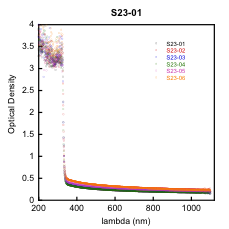 S23-01
4
3.5
3
2.5
2
1.5
1
0.5
0
Optical Density
S23-01
S23-02
S23-03
S23-04
S23-05
S23-06
200 400 600 800 1000
lambda (nm)